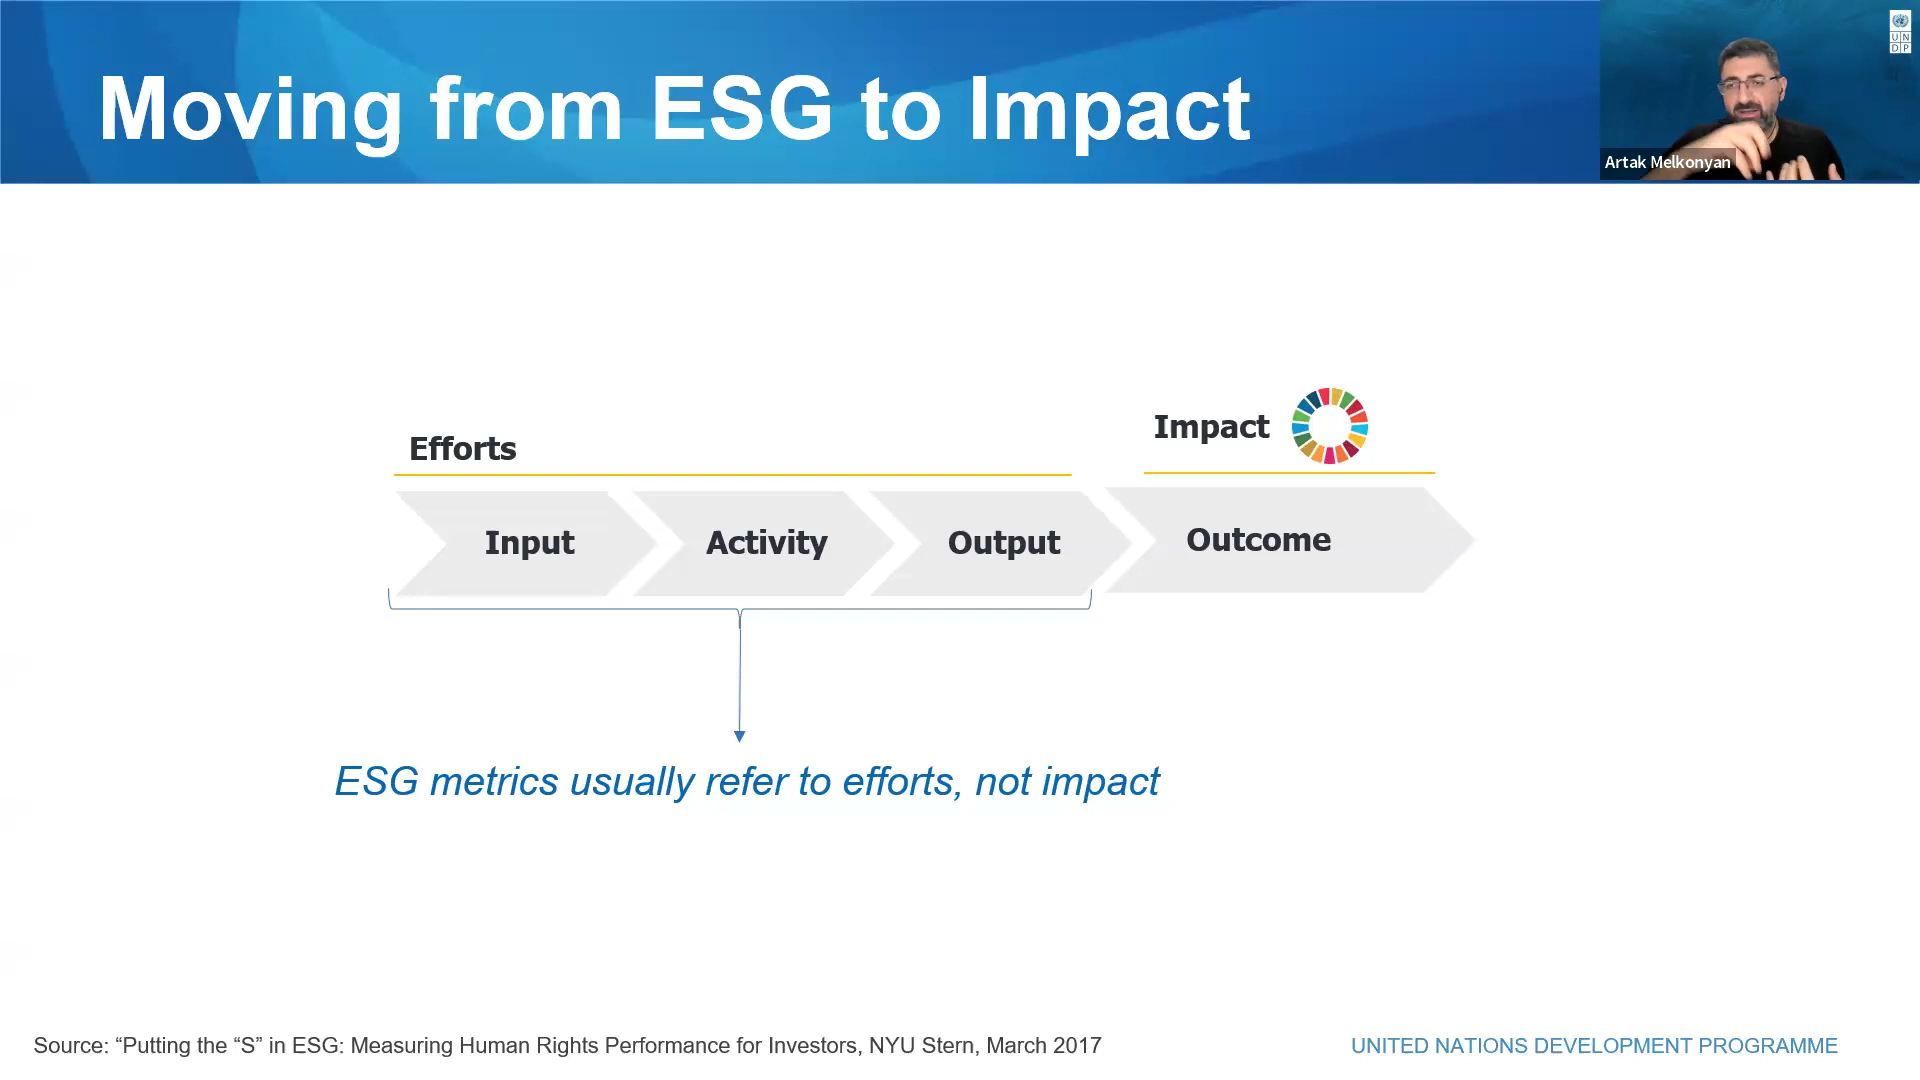 Moving from ESG to Impact
UN
DP
Artak Melkonyan
Efforts
Impact
Input
Activity
Output
Outcome
ESG metrics usually refer to efforts, not impact
Source: “Putting the “S” in ESG: Measuring Human Rights Performance for Investors, NYU Stern, March 2017
UNITED NATIONS DEVELOPMENT PROGRAMME